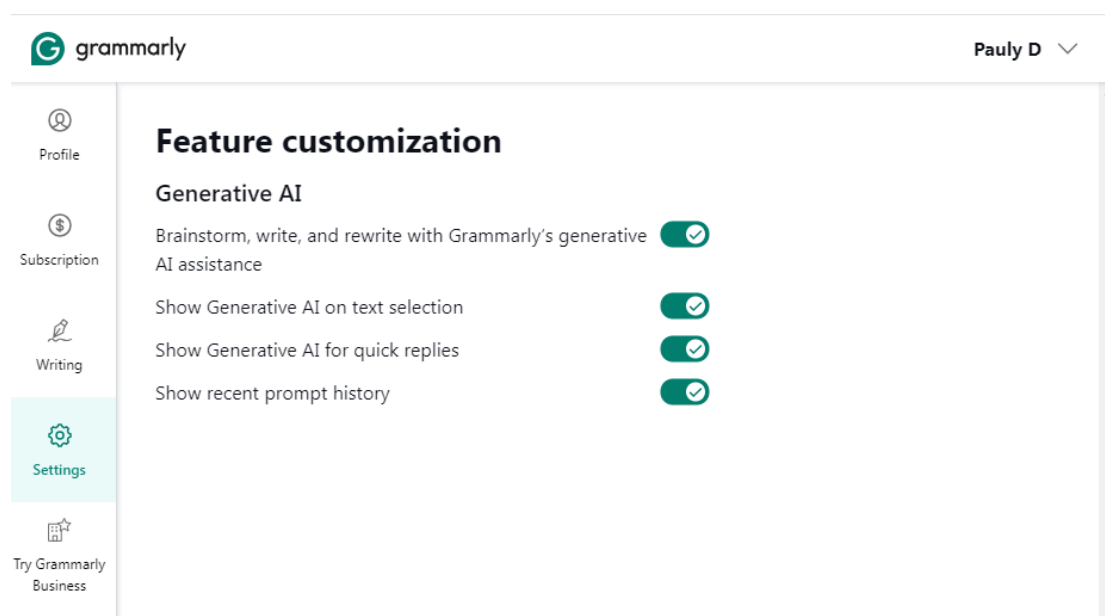 grammarly
Pauly D
Profile
Subscription
Writing
Settings
Try Grammarly
Business
Feature customization
Generative AI
Brainstorm, write, and rewrite with Grammarly's generative
AI assistance
Show Generative AI on text selection
Show Generative AI for quick replies
Show recent prompt history